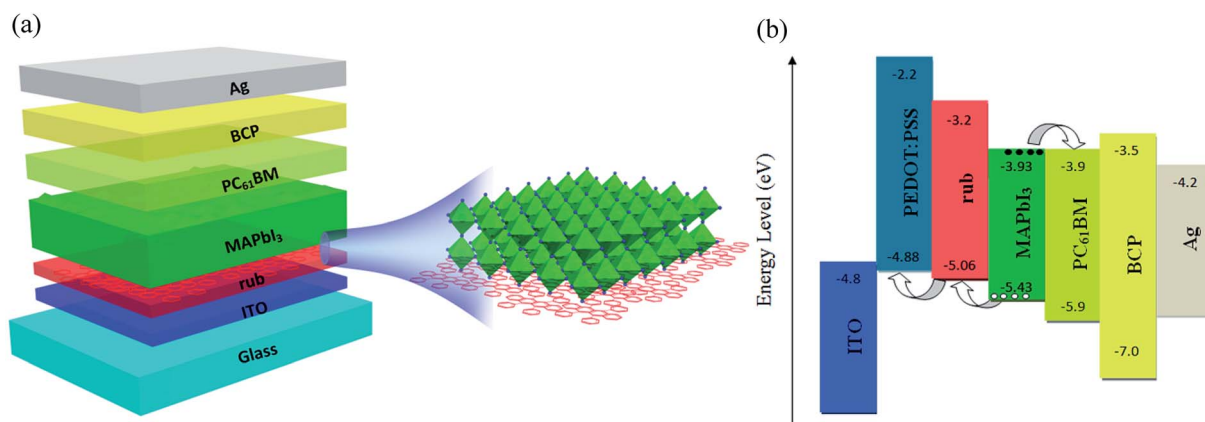 (a)
Ag
BCP
PC₆₁BM
MAPbI₃
rub
ITO
Glass
(b)
Energy Level (eV)
-4.8
ITO
-2.2
PEDOT:PSS
-4.88
-3.2
rub
-5.06
-3.93
MAPbI₃
-5.43
-3.9
PC₆₁BM
-5.9
-3.5
BCP
-7.0
-4.2
Ag